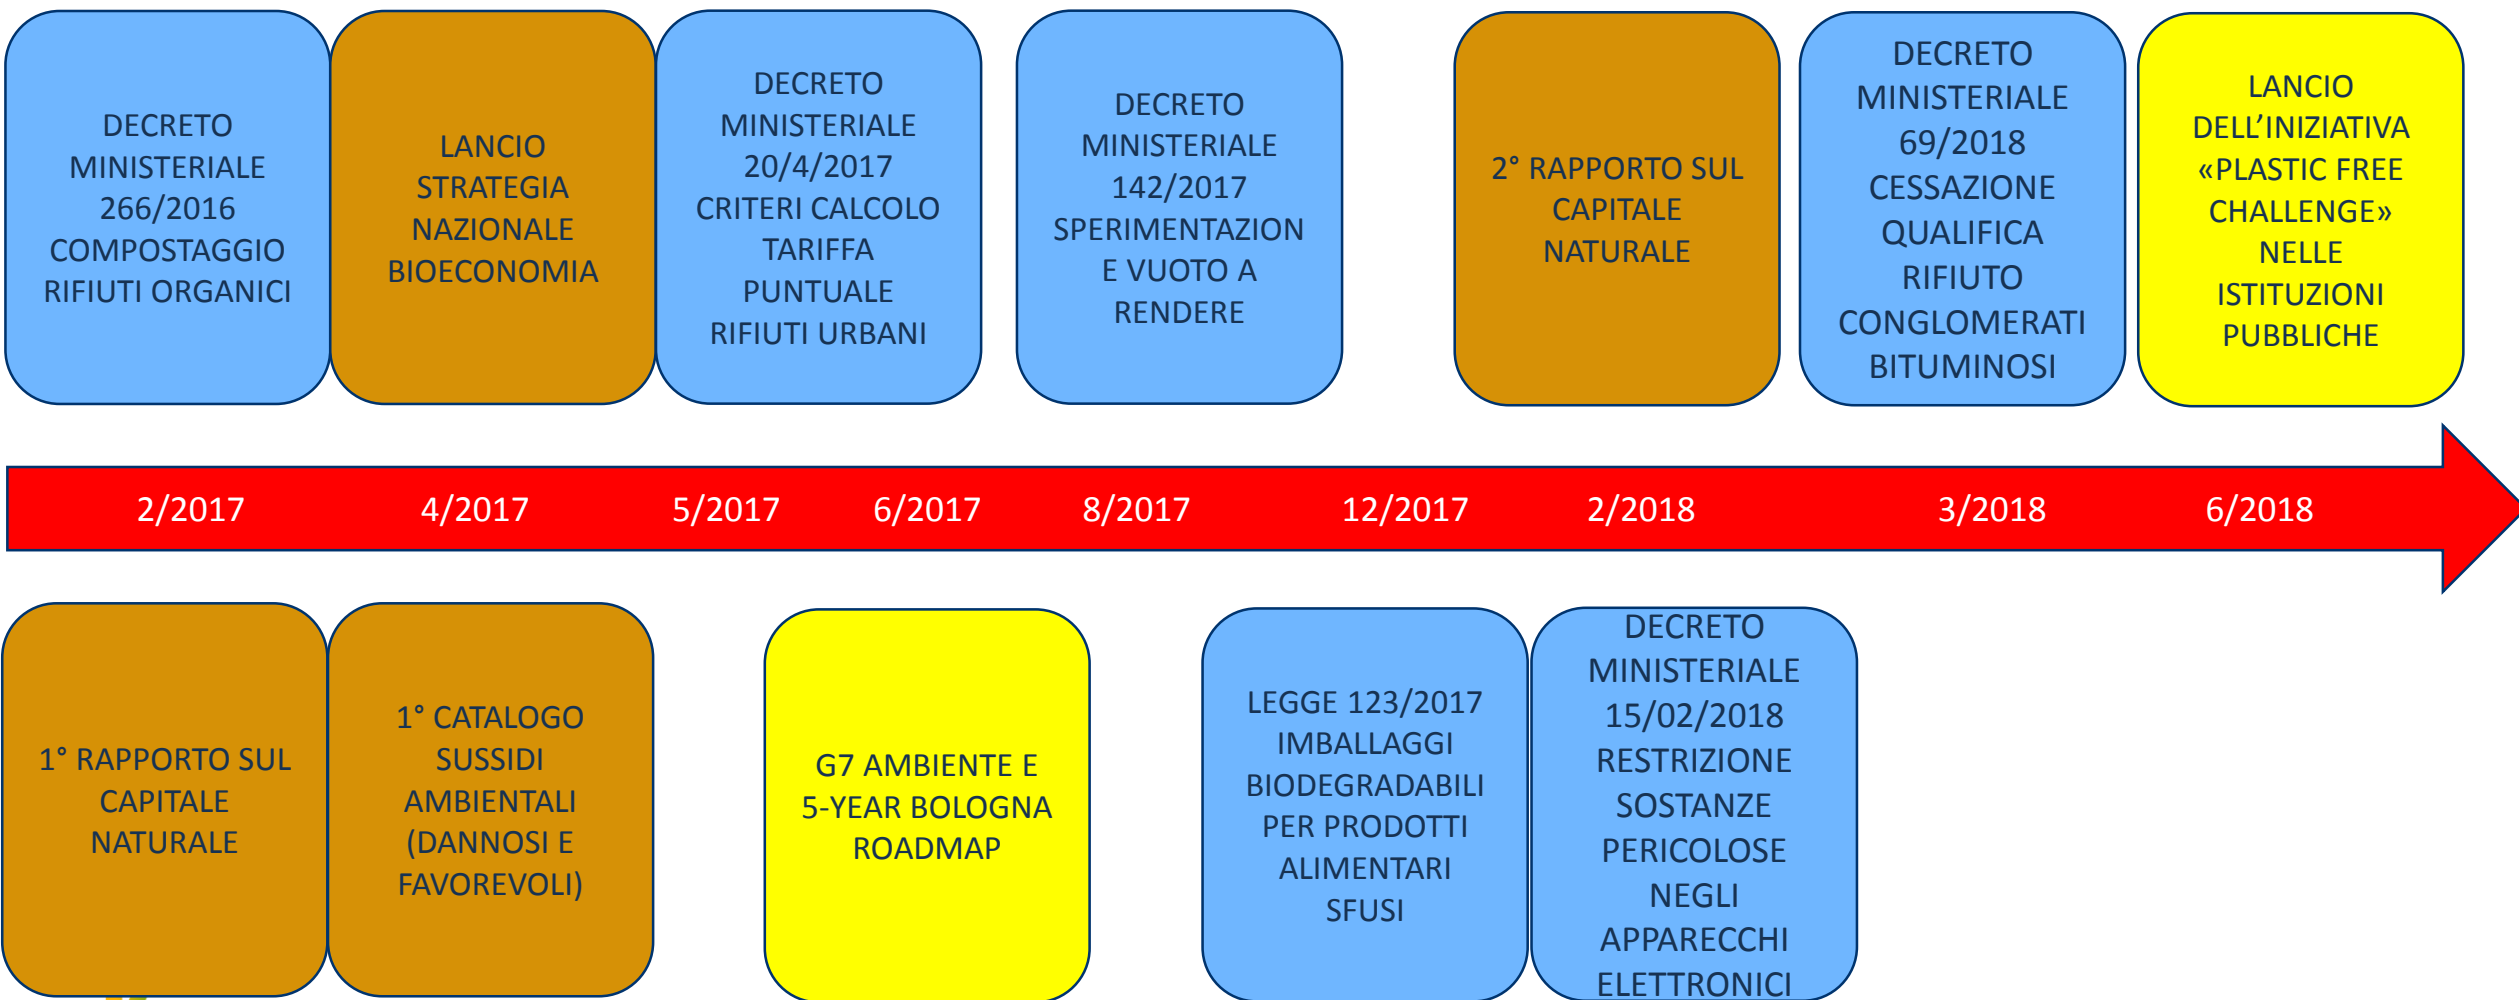 DECRETO
MINISTERIALE
266/2016
COMPOSTAGGIO
RIFIUTI ORGANICI
LANCIO
STRATEGIA
NAZIONALE
BIOECONOMIA
DECRETO
MINISTERIALE
20/4/2017
CRITERI CALCOLO
TARIFFA
PUNTUALE
RIFIUTI URBANI
DECRETO
MINISTERIALE
142/2017
SPERIMENTAZION
E VUOTO A
RENDERE
2° RAPPORTO SUL
CAPITALE
NATURALE
DECRETO
MINISTERIALE
69/2018
CESSAZIONE
QUALIFICA
RIFIUTO
CONGLOMERATI
BITUMINOSI
LANCIO
DELL’INIZIATIVA
«PLASTIC FREE
CHALLENGE»
NELLE
ISTITUZIONI
PUBBLICHE
2/2017 4/2017 5/2017 6/2017 8/2017 12/2017 2/2018 3/2018 6/2018
1° RAPPORTO SUL
CAPITALE
NATURALE
1° CATALOGO
SUSSIDI
AMBIENTALI
(DANNOSI E
FAVOREVOLI)
G7 AMBIENTE E
5-YEAR BOLOGNA
ROADMAP
LEGGE 123/2017
IMBALLAGGI
BIODEGRADABILI
PER PRODOTTI
ALIMENTARI
SFUSI
DECRETO
MINISTERIALE
15/02/2018
RESTRIZIONE
SOSTANZE
PERICOLOSE
NEGLI
APPARECCHI
ELETTRONICI